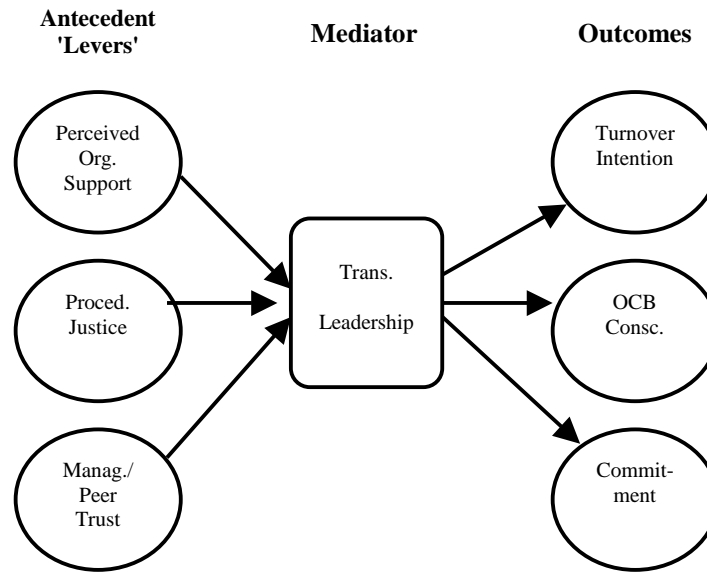 Antecedent
'Levers'
Mediator
Outcomes
Perceived
Org.
Support
Turnover
Intention
Trans.
Leadership
Proced.
Justice
OCB
Consc.
Manag./
Peer
Trust
Commit-
ment